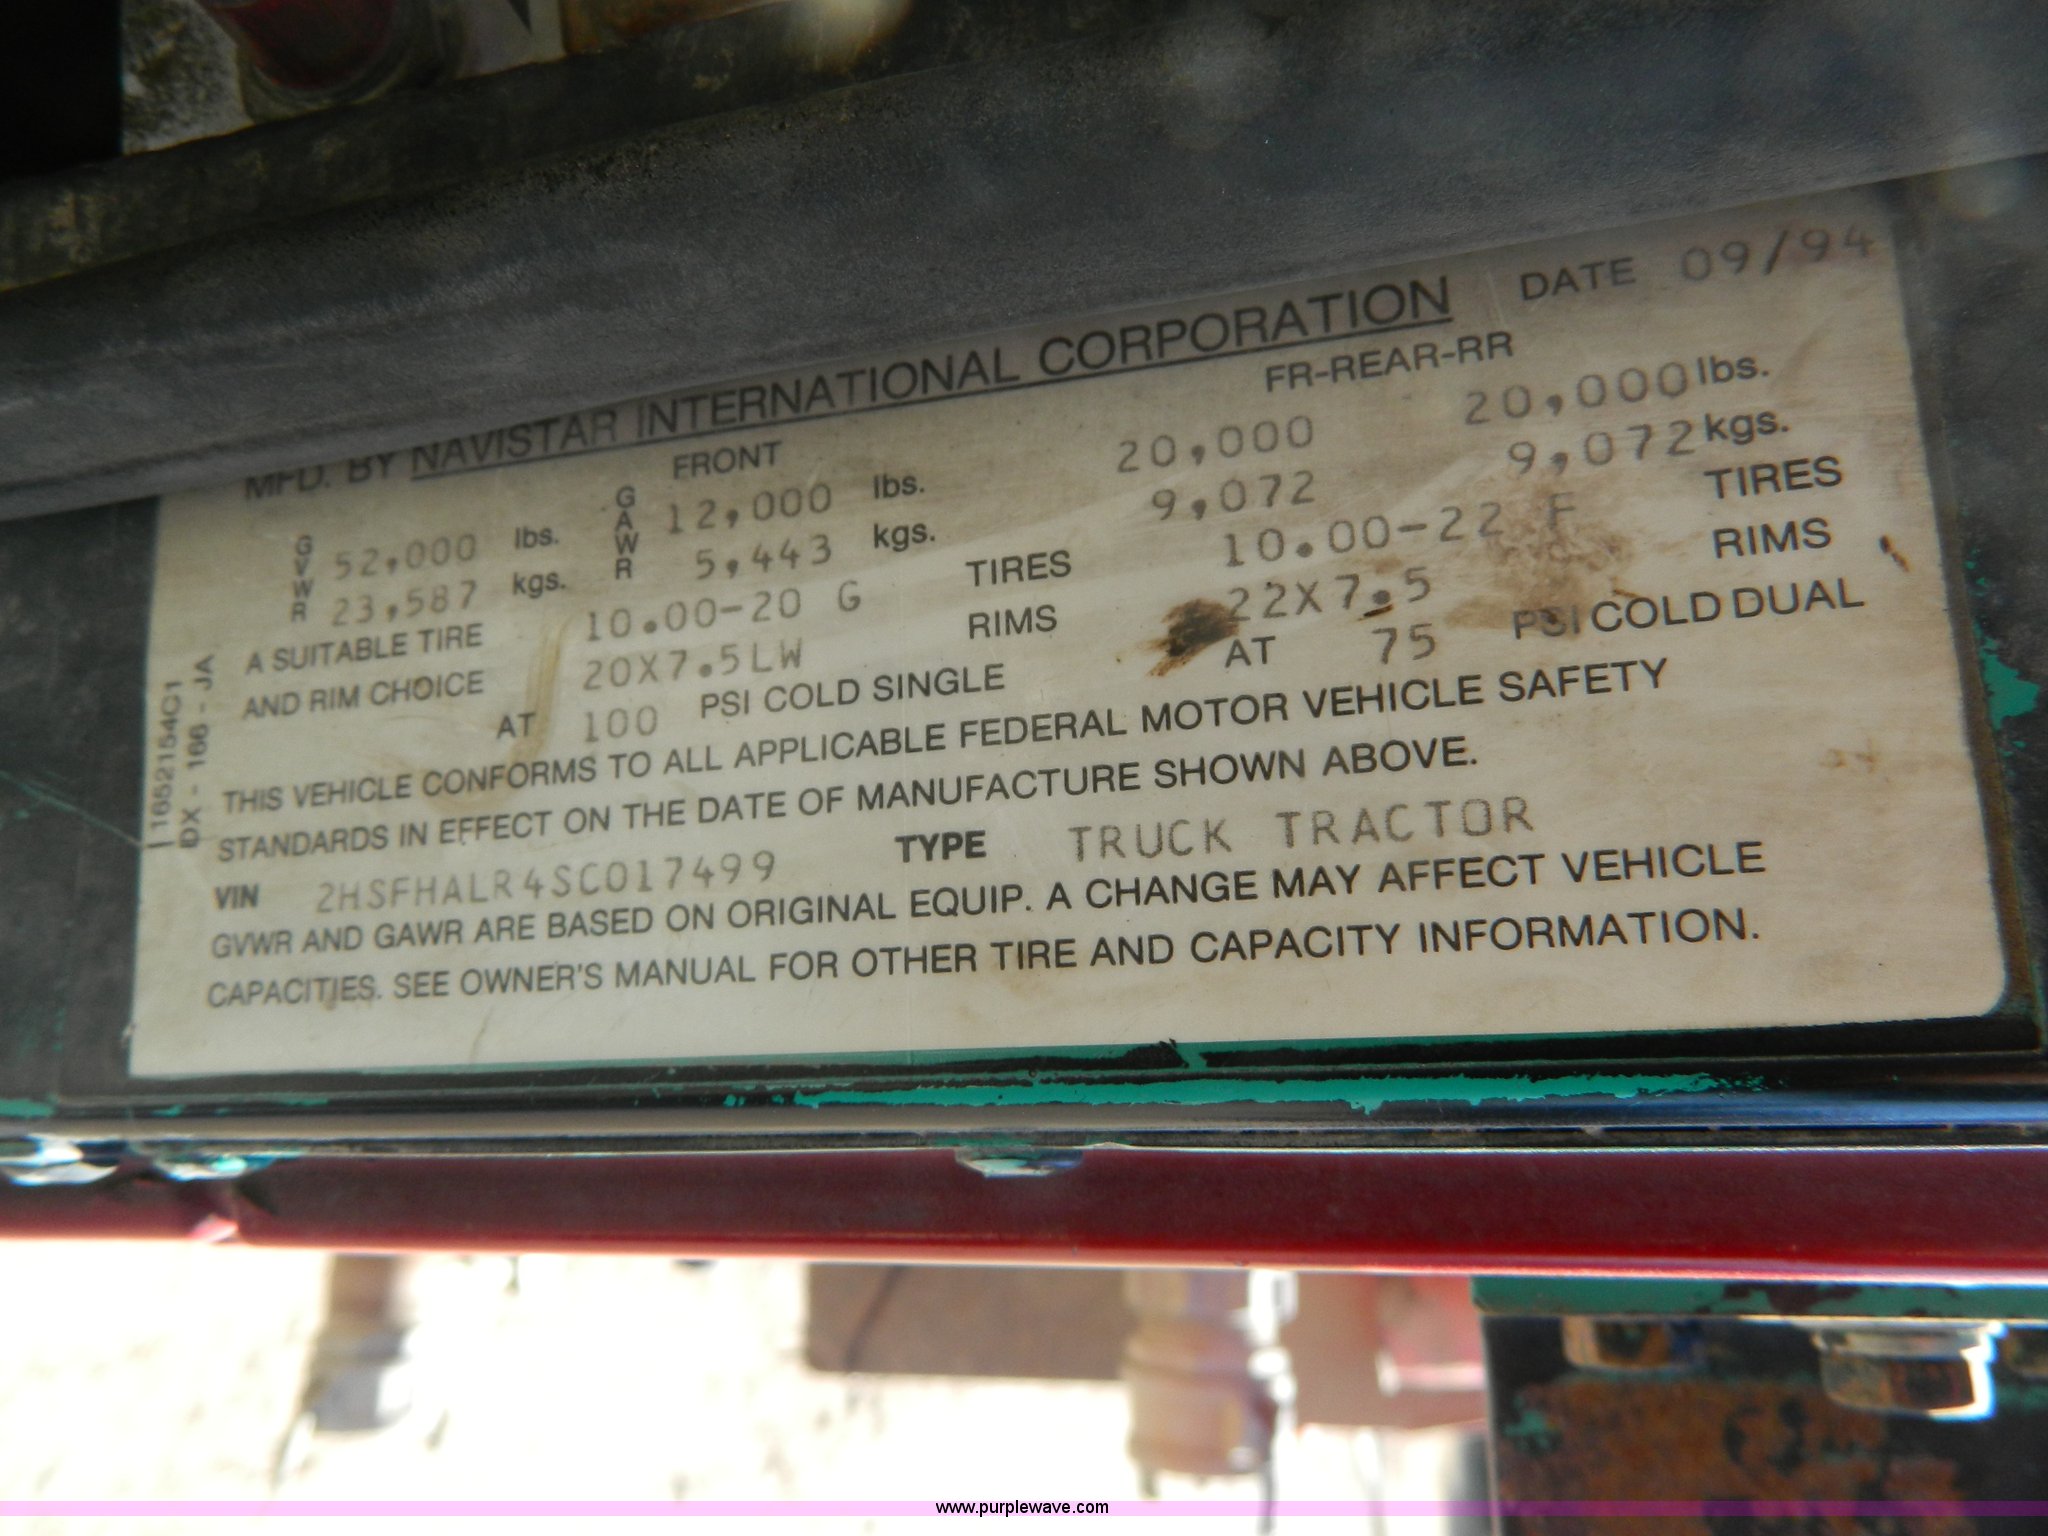 MFD. BY NAVISTAR INTERNATIONAL CORPORATION DATE 09/94
FRONT FR-REAR-RR
GVWR 52,000 lbs. GAWR 12,000 lbs. 20,000 20,000 lbs.
23,587 kgs. 5,443 kgs. 9,072 9,072 kgs.
A SUITABLE TIRE 10.00-20 G TIRES 10.00-22 F TIRES
AND RIM CHOICE 20X7.5LW RIMS 22X7.5 RIMS
AT 100 PSI COLD SINGLE AT 75 PSI COLD DUAL
THIS VEHICLE CONFORMS TO ALL APPLICABLE FEDERAL MOTOR VEHICLE SAFETY
STANDARDS IN EFFECT ON THE DATE OF MANUFACTURE SHOWN ABOVE.
VIN 2HSFHALR4SC017499 TYPE TRUCK TRACTOR
GVWR AND GAWR ARE BASED ON ORIGINAL EQUIP. A CHANGE MAY AFFECT VEHICLE
CAPACITIES. SEE OWNER'S MANUAL FOR OTHER TIRE AND CAPACITY INFORMATION.
1652154C1
DX - 166 - JA
www.purplewave.com